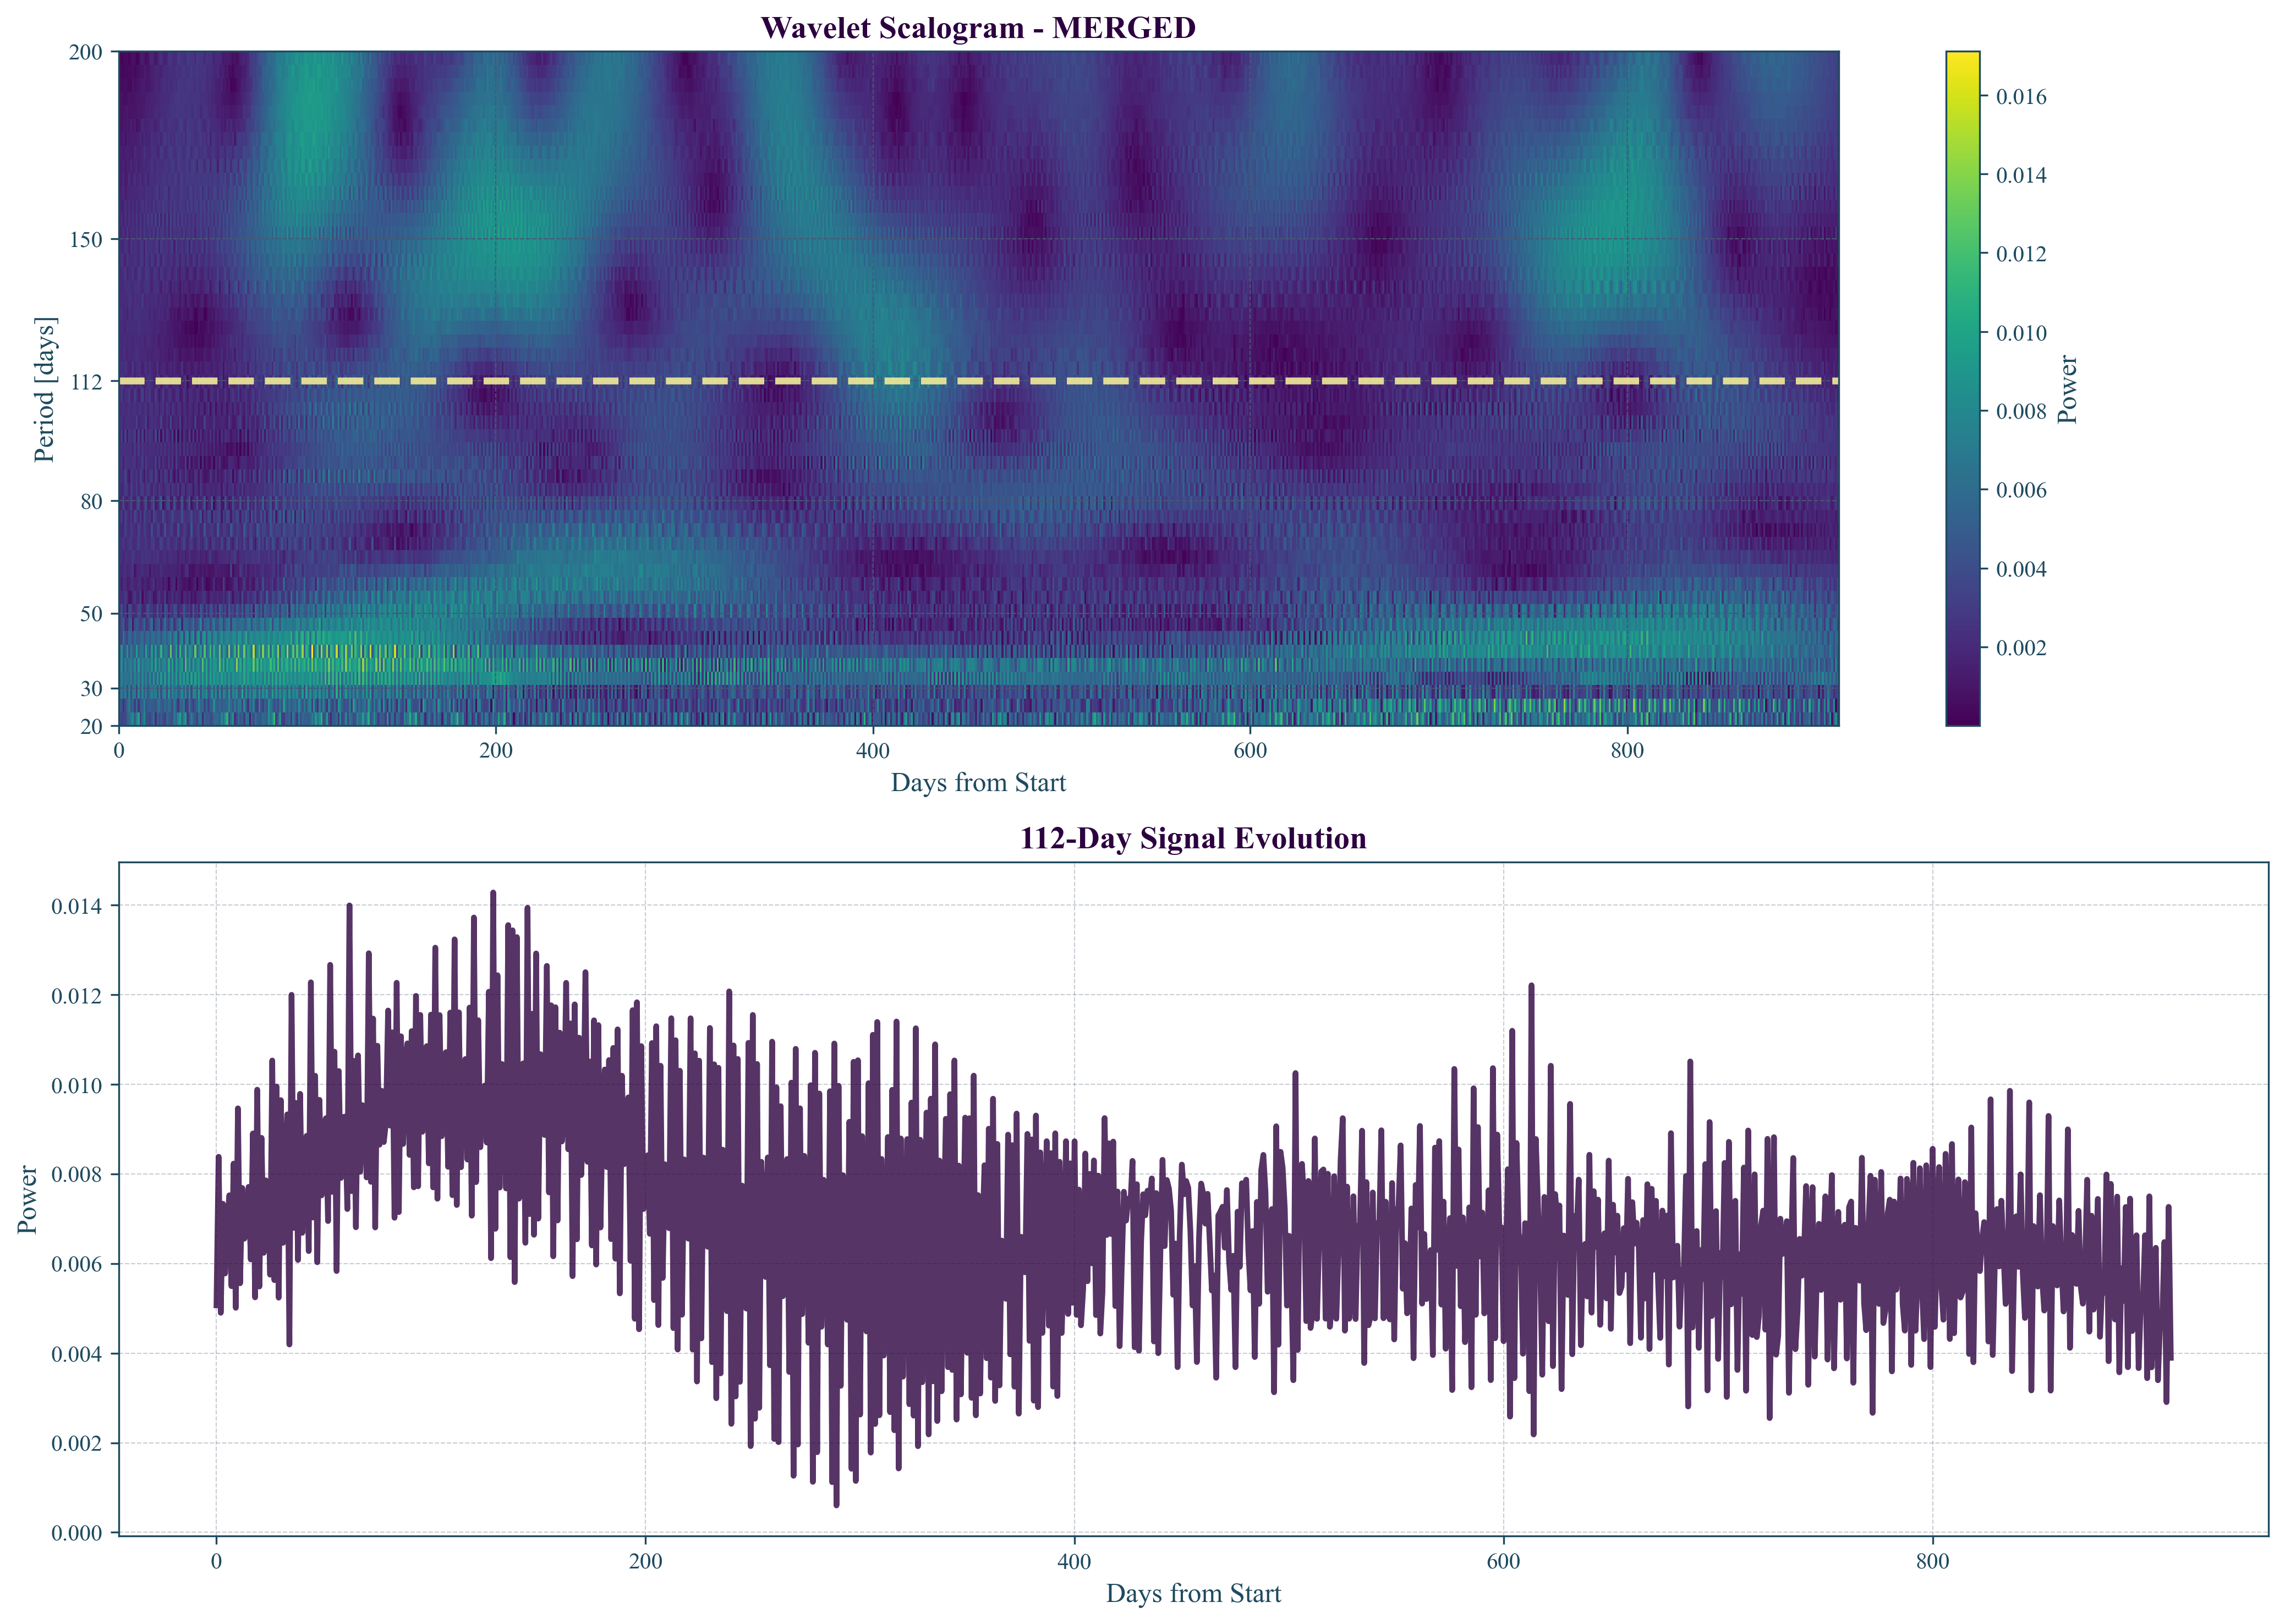 Wavelet Scalogram - MERGED
200
150
112
80
50
30
20
Period [days]
0 200 400 600 800
Days from Start
0.016
0.014
0.012
0.010
0.008
0.006
0.004
0.002
Power
112-Day Signal Evolution
0.014
0.012
0.010
0.008
0.006
0.004
0.002
0.000
Power
0 200 400 600 800
Days from Start